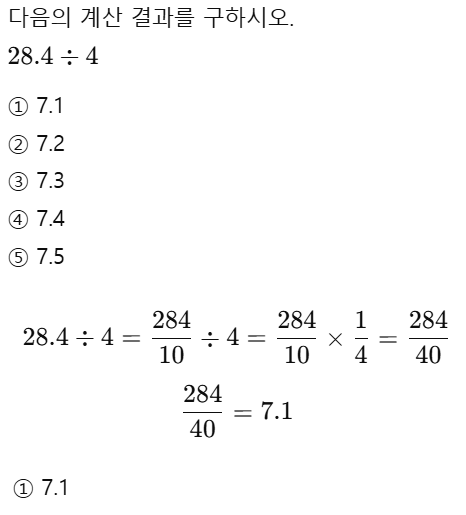 다음의 계산 결과를 구하시오.
28.4 ÷ 4
① 7.1
② 7.2
③ 7.3
④ 7.4
⑤ 7.5
28.4 ÷ 4 = 284/10 ÷ 4 = 284/10 × 1/4 = 284/40
284/40 = 7.1
① 7.1